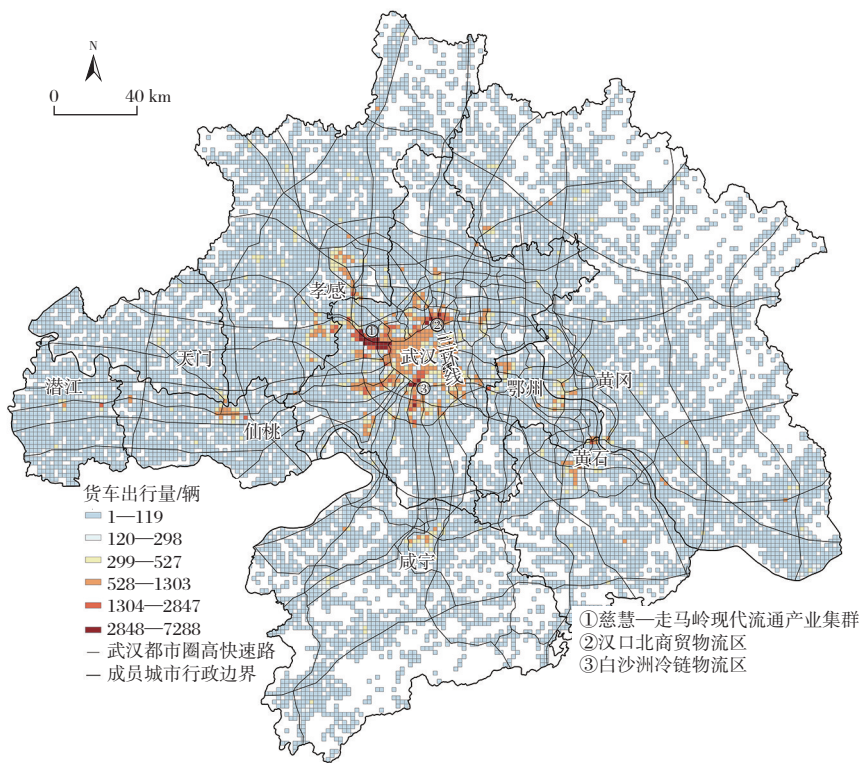 N
0 40 km
孝感
①
②
三环线
武汉
天门
潜江
③
鄂州
黄冈
仙桃
黄石
咸宁
货车出行量/辆
1—119
120—298
299—527
528—1303
1304—2847
2848—7288
武汉都市圈高快速路
成员城市行政边界
①慈慧—走马岭现代流通产业集群
②汉口北商贸物流区
③白沙洲冷链物流区